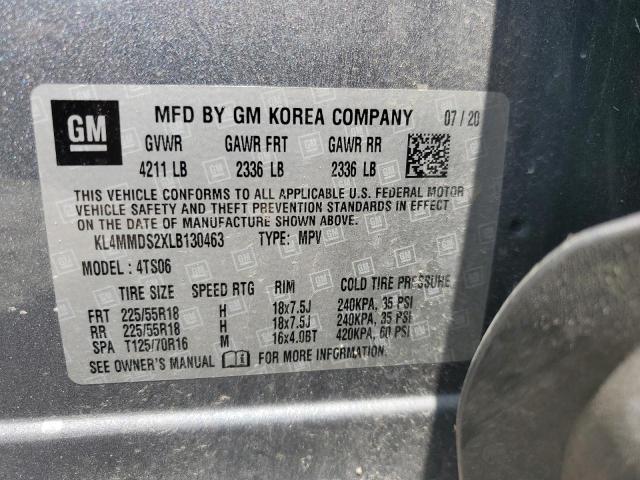 GM
MFD BY GM KOREA COMPANY 07 / 20
GVWR GAWR FRT GAWR RR
4211 LB 2336 LB 2336 LB
THIS VEHICLE CONFORMS TO ALL APPLICABLE U.S. FEDERAL MOTOR
VEHICLE SAFETY AND THEFT PREVENTION STANDARDS IN EFFECT
ON THE DATE OF MANUFACTURE SHOWN ABOVE.
KL4MMDS2XLB130463 TYPE: MPV
MODEL : 4TS06
TIRE SIZE SPEED RTG RIM COLD TIRE PRESSURE
FRT 225/55R18 H 18x7.5J 240KPA, 35 PSI
RR 225/55R18 H 18x7.5J 240KPA, 35 PSI
SPA T125/70R16 M 16x4.0BT 420KPA, 60 PSI
SEE OWNER'S MANUAL FOR MORE INFORMATION